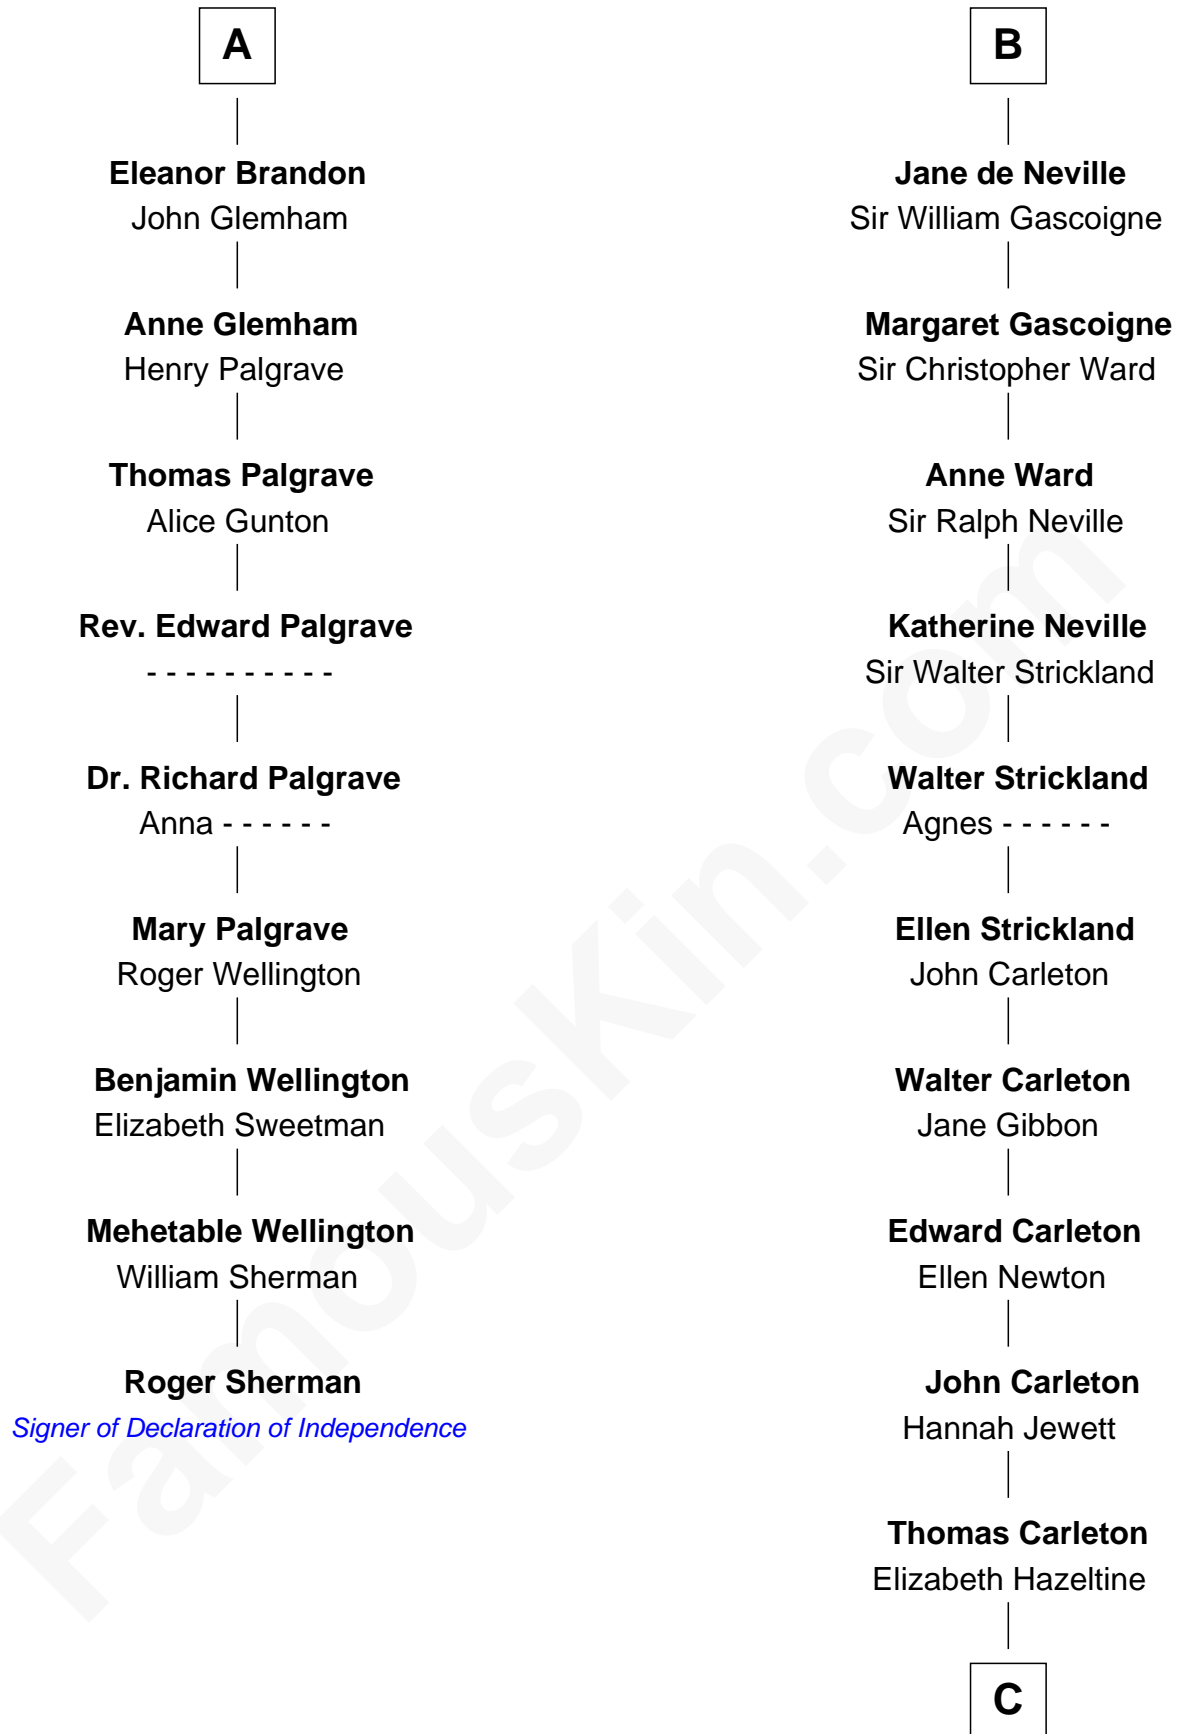 A
Eleanor Brandon
John Glemham
Anne Glemham
Henry Palgrave
Thomas Palgrave
Alice Gunton
Rev. Edward Palgrave
- - - - - - - - - -
Dr. Richard Palgrave
Anna - - - - - -
Mary Palgrave
Roger Wellington
Benjamin Wellington
Elizabeth Sweetman
Mehetable Wellington
William Sherman
Roger Sherman
Signer of Declaration of Independence
B
Jane de Neville
Sir William Gascoigne
Margaret Gascoigne
Sir Christopher Ward
Anne Ward
Sir Ralph Neville
Katherine Neville
Sir Walter Strickland
Walter Strickland
Agnes - - - - - -
Ellen Strickland
John Carleton
Walter Carleton
Jane Gibbon
Edward Carleton
Ellen Newton
John Carleton
Hannah Jewett
Thomas Carleton
Elizabeth Hazeltine
C
FamousKin.com